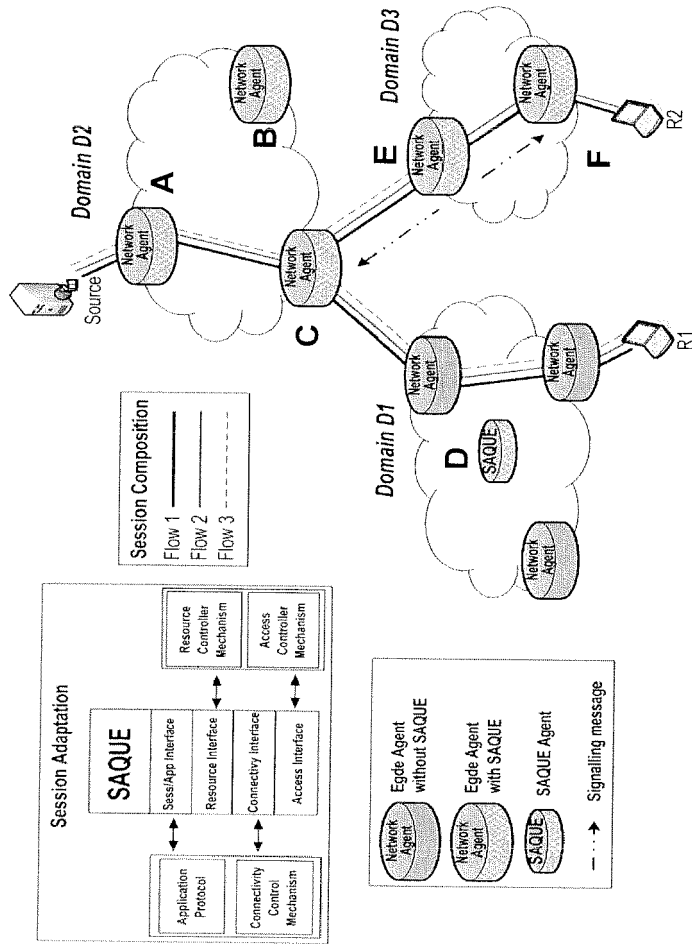 Session Adaptation
SAQUE
Application
Protocol
Connectivity
Control
Mechanism
Sess/App Interface
Resource Interface
Connectivy Interface
Access Interface
Resource
Controller
Mechanism
Access
Controller
Mechanism
Session Composition
Flow 1
Flow 2
Flow 3
Source
Domain D2
Network
Agent
A
Network
Agent
B
Network
Agent
C
Domain D1
Network
Agent
D
SAQUE
Network
Agent
Network
Agent
R1
Domain D3
Network
Agent
E
Network
Agent
F
R2
Network
Agent
Egde Agent
without SAQUE
Network
Agent
Egde Agent
with SAQUE
SAQUE
SAQUE Agent
Signalling message